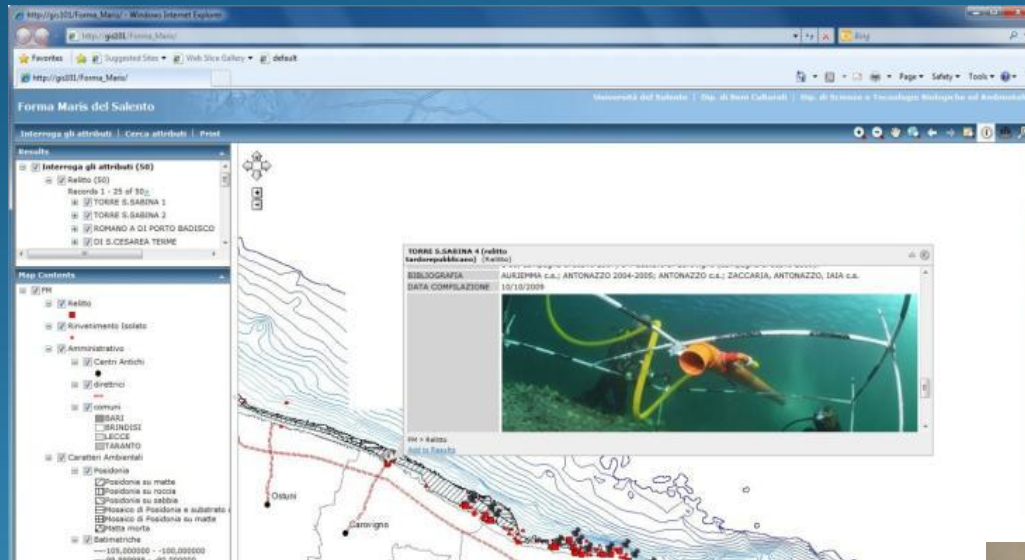 http://gis101/Forma_Maris/ - Windows Internet Explorer
http://gis101/Forma_Maris/
Bing
Favorites Suggested Sites Web Slice Gallery default
http://gis101/Forma_Maris/
Page Safety Tools
Forma Maris del Salento
Università del Salento | Dip. di Beni Culturali | Dip. di Scienze e Tecnologie Biologiche ed Ambientali
Interroga gli attributi | Cerca attributi | Print
Results
Interroga gli attributi (50)
Relitto (50)
Records 1 - 25 of 50
TORRE S.SABINA 1
TORRE S.SABINA 2
ROMANO A DI PORTO BADISCO
DI S.CESAREA TERME
Map Contents
FM
Relitto
Rinvenimento Isolato
Amministrativo
Centri Antichi
direttrici
comuni
BARI
BRINDISI
LECCE
TARANTO
Caratteri Ambientali
Posidonia
Posidonia su matte
Posidonia su roccia
Posidonia su sabbia
Mosaico di Posidonia e substrato
Mosaico di Posidonia su matte
Matta morta
Batimetriche
-105,000000 - -100,000000
TORRE S.SABINA 4 (relitto
tardorepubblicano) (Relitto)
BIBLIOGRAFIA AURIEMMA c.s.; ANTONAZZO 2004-2005; ANTONAZZO c.s.; ZACCARIA, ANTONAZZO, IAIA c.s.
DATA COMPILAZIONE 10/10/2009
FM > Relitto
Add to Results
Ostuni
Carovigno